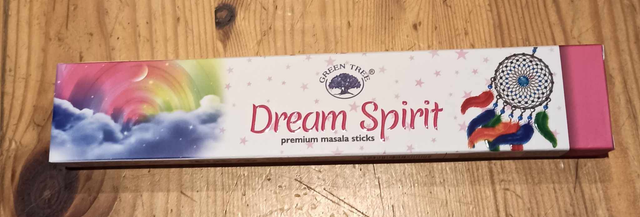 GREEN TREE®
Dream Spirit
premium masala sticks